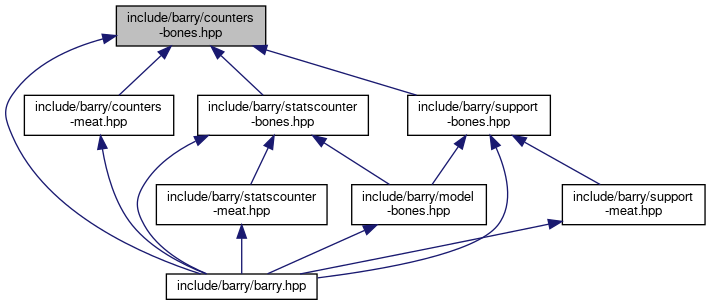 include/barry/counters
-bones.hpp
include/barry/counters
-meat.hpp
include/barry/statscounter
-bones.hpp
include/barry/support
-bones.hpp
include/barry/statscounter
-meat.hpp
include/barry/model
-bones.hpp
include/barry/support
-meat.hpp
include/barry/barry.hpp